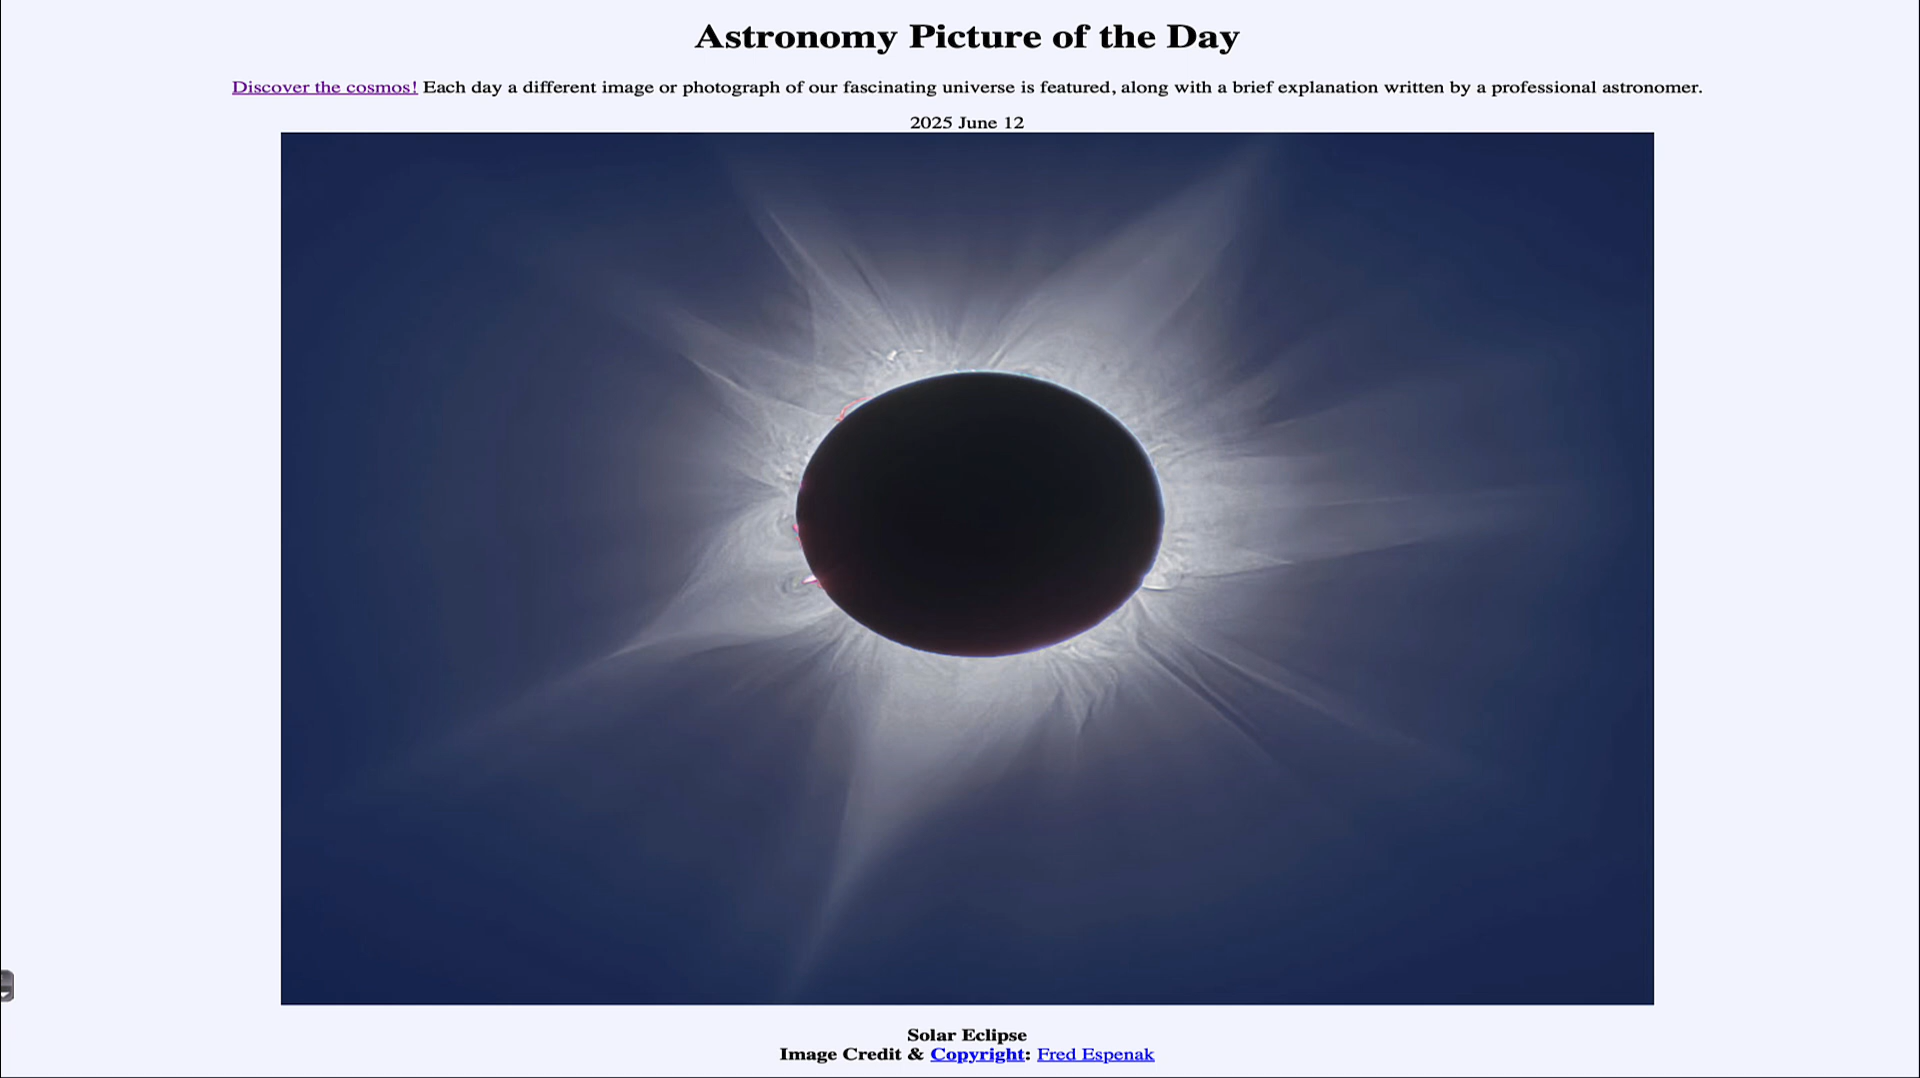 Astronomy Picture of the Day
Discover the cosmos! Each day a different image or photograph of our fascinating universe is featured, along with a brief explanation written by a professional astronomer.
2025 June 12
Solar Eclipse
Image Credit & Copyright: Fred Espenak